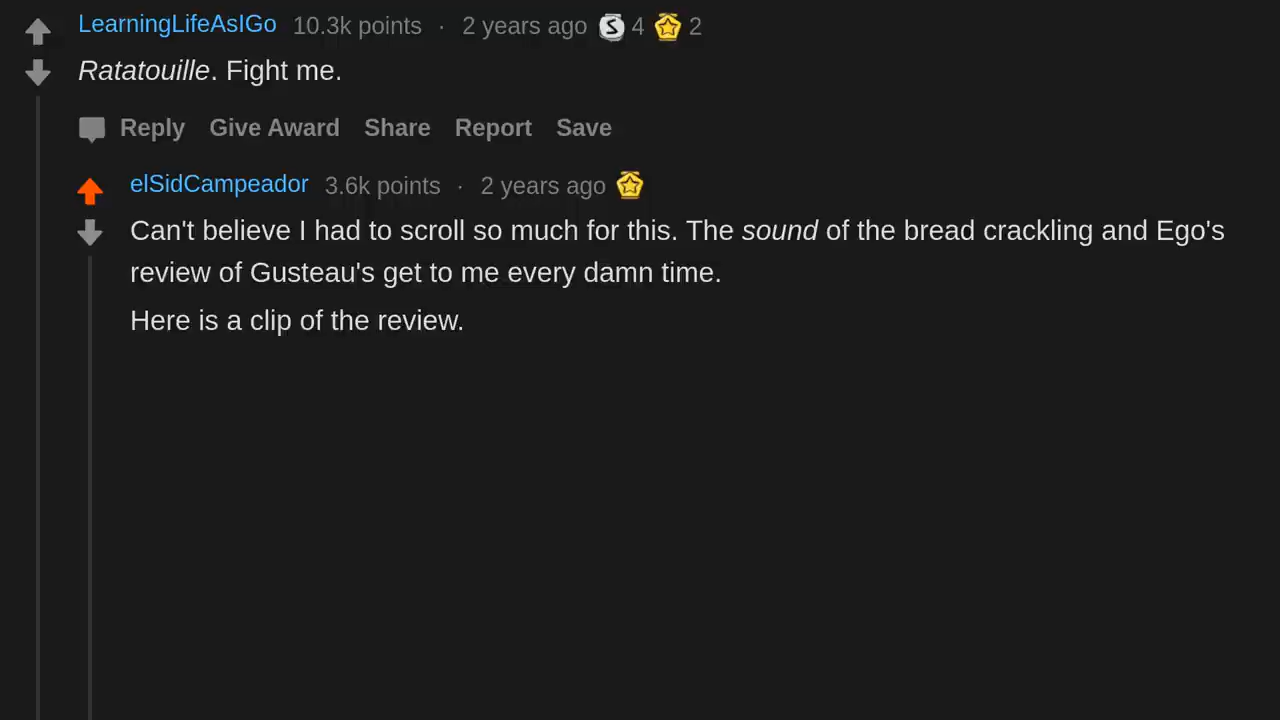 LearningLifeAsIGo 10.3k points · 2 years ago S 4 2
Ratatouille. Fight me.
Reply Give Award Share Report Save
elSidCampeador 3.6k points · 2 years ago
Can't believe I had to scroll so much for this. The sound of the bread crackling and Ego's
review of Gusteau's get to me every damn time.
Here is a clip of the review.